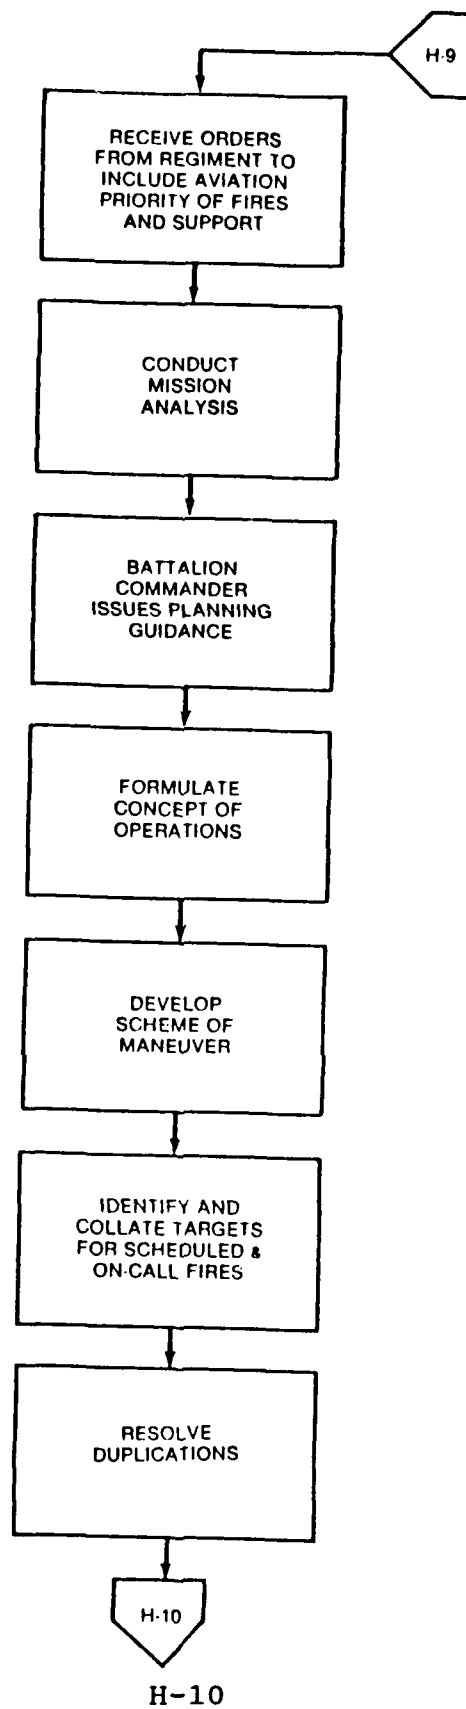 H-9
RECEIVE ORDERS
FROM REGIMENT TO
INCLUDE AVIATION
PRIORITY OF FIRES
AND SUPPORT
CONDUCT
MISSION
ANALYSIS
BATTALION
COMMANDER
ISSUES PLANNING
GUIDANCE
FORMULATE
CONCEPT OF
OPERATIONS
DEVELOP
SCHEME OF
MANEUVER
IDENTIFY AND
COLLATE TARGETS
FOR SCHEDULED &
ON-CALL FIRES
RESOLVE
DUPLICATIONS
H-10
H-10